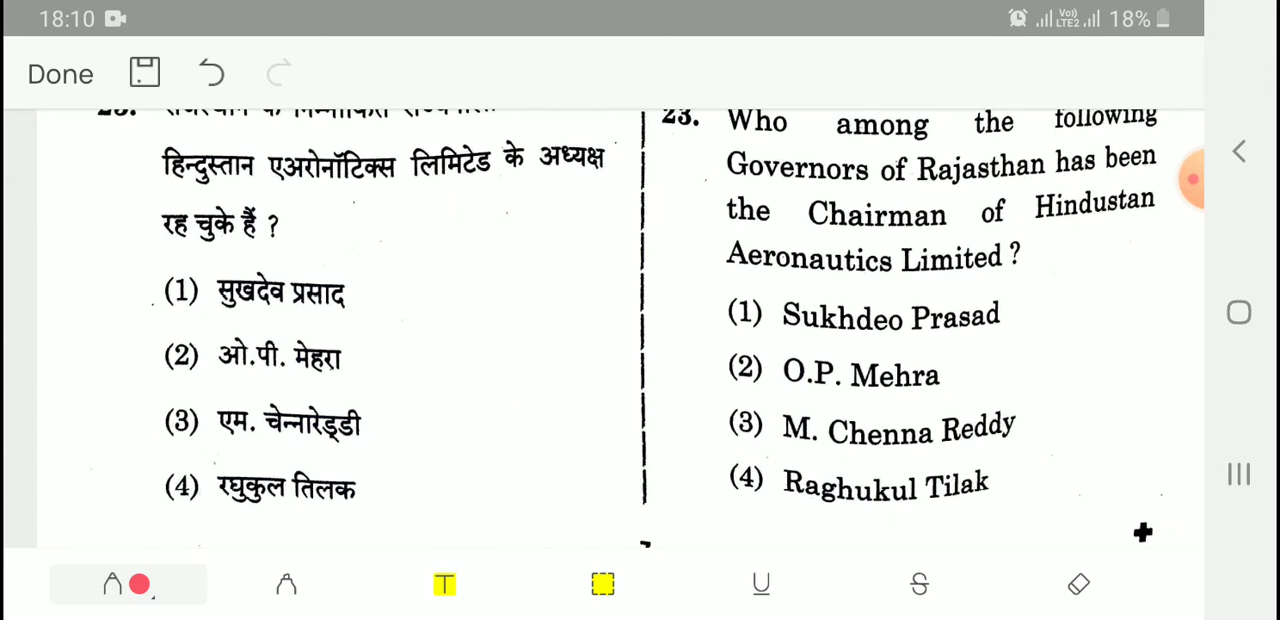 18:10
Vo)) LTE2 18%
Done
हिन्दुस्तान एअरोनॉटिक्स लिमिटेड के अध्यक्ष
रह चुके हैं ?
(1) सुखदेव प्रसाद
(2) ओ.पी. मेहरा
(3) एम. चेन्नारेड्डी
(4) रघुकुल तिलक
23. Who among the following
Governors of Rajasthan has been
the Chairman of Hindustan
Aeronautics Limited ?
(1) Sukhdeo Prasad
(2) O.P. Mehra
(3) M. Chenna Reddy
(4) Raghukul Tilak
T
U
S